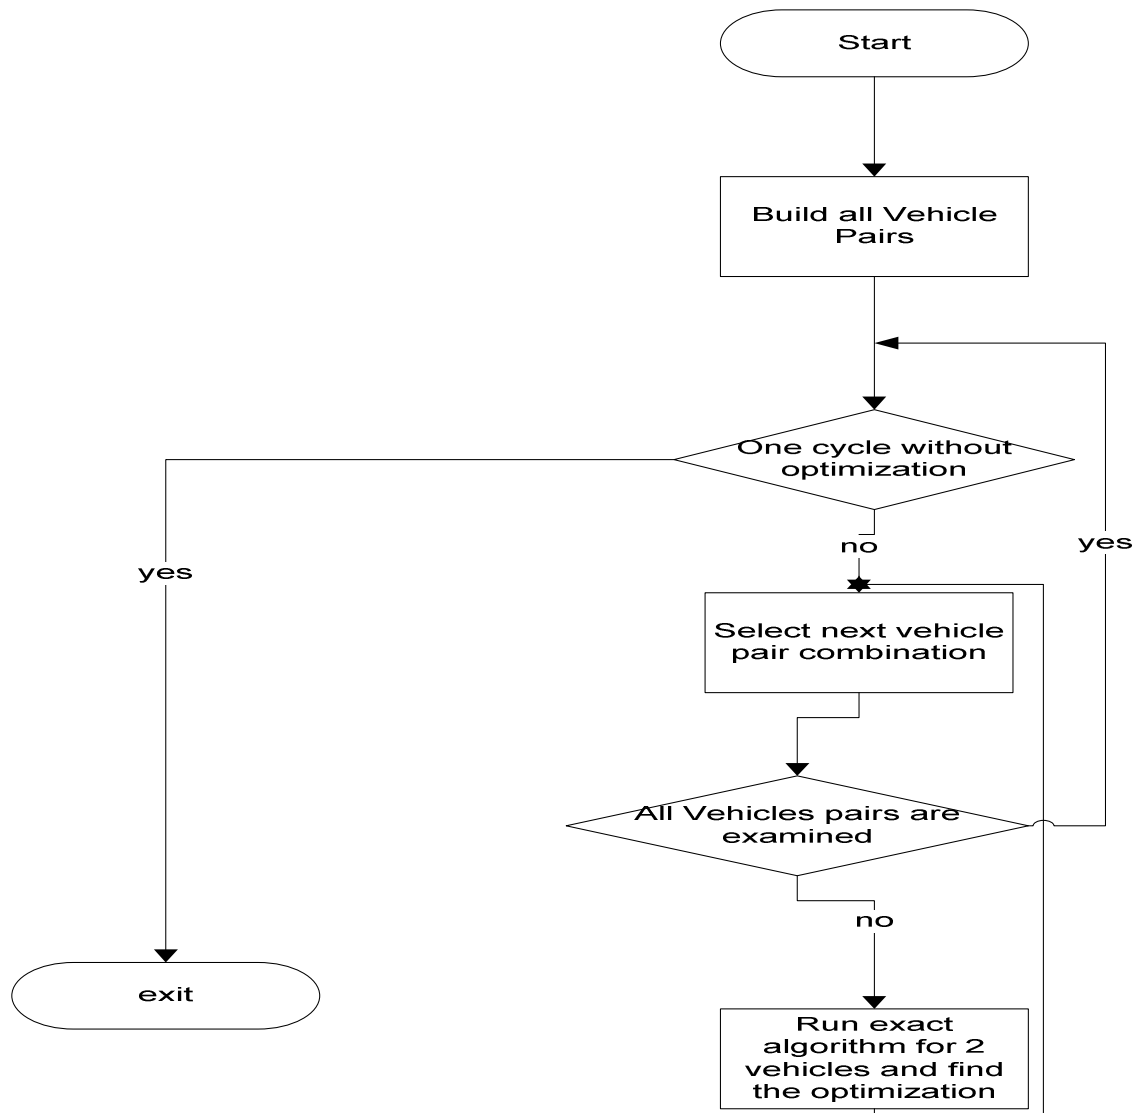 Start
Build all Vehicle
Pairs
One cycle without
optimization
no
yes
yes
Select next vehicle
pair combination
All Vehicles pairs are
examined
no
exit
Run exact
algorithm for 2
vehicles and find
the optimization